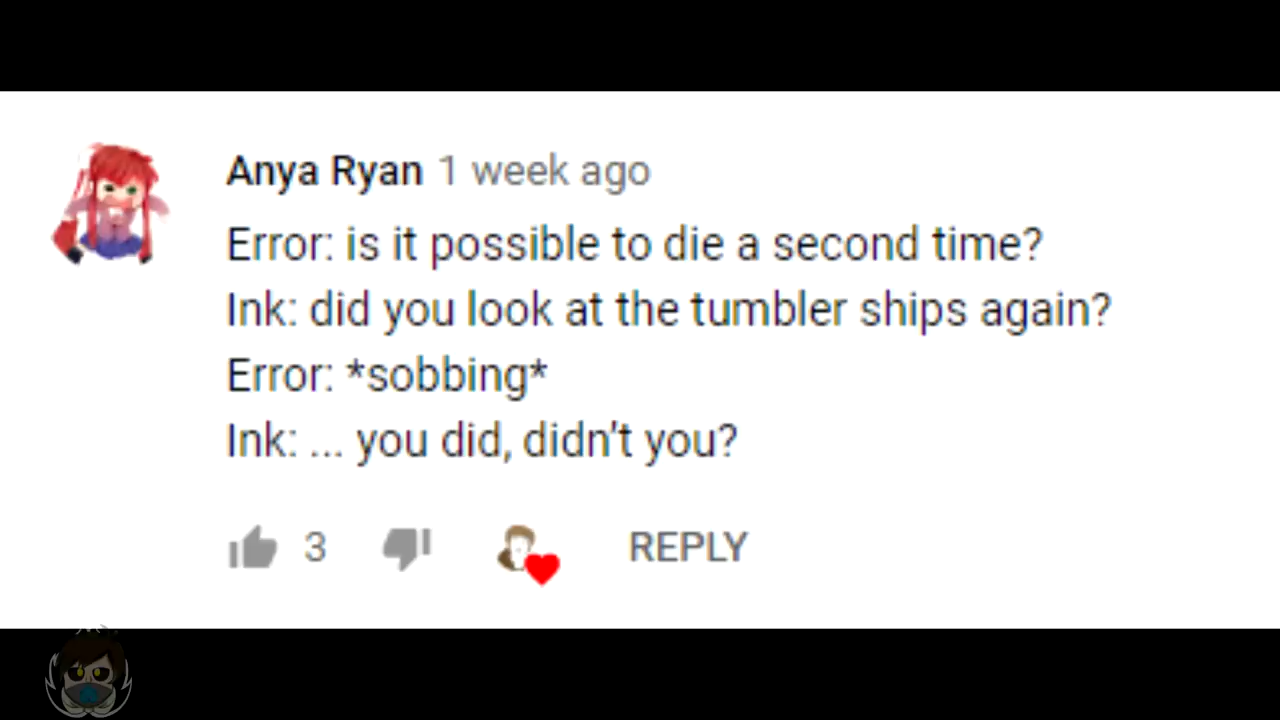 Anya Ryan 1 week ago
Error: is it possible to die a second time?
Ink: did you look at the tumbler ships again?
Error: *sobbing*
Ink: ... you did, didn't you?
3 REPLY